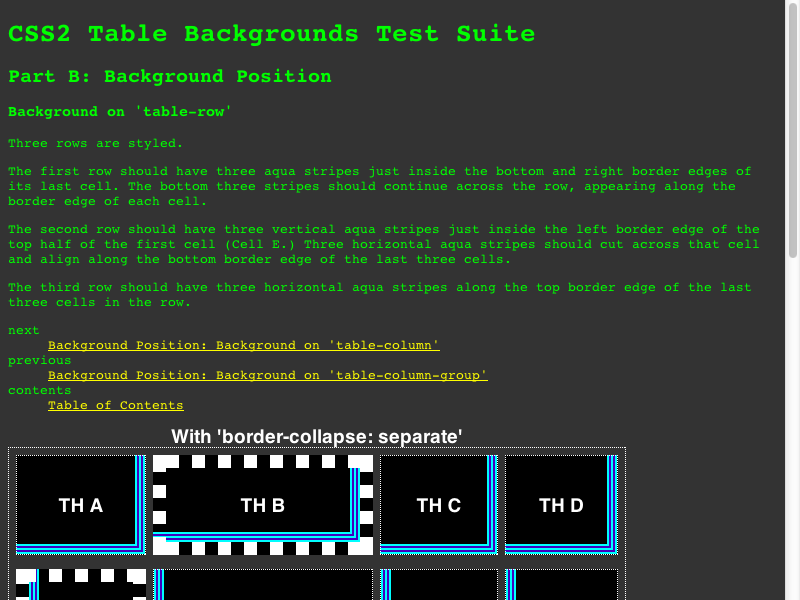 CSS2 Table Backgrounds Test Suite
Part B: Background Position
Background on 'table-row'
Three rows are styled.
The first row should have three aqua stripes just inside the bottom and right border edges of
its last cell. The bottom three stripes should continue across the row, appearing along the
border edge of each cell.
The second row should have three vertical aqua stripes just inside the left border edge of the
top half of the first cell (Cell E.) Three horizontal aqua stripes should cut across that cell
and align along the bottom border edge of the last three cells.
The third row should have three horizontal aqua stripes along the top border edge of the last
three cells in the row.
next
Background Position: Background on 'table-column'
previous
Background Position: Background on 'table-column-group'
contents
Table of Contents
With 'border-collapse: separate'
TH A TH B TH C TH D